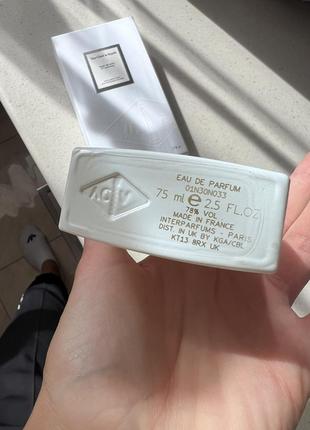 EAU DE PARFUM
01N30N033
75 ml e 2.5 FL.OZ
78% VOL
MADE IN FRANCE
INTERPARFUMS - PARIS
DIST. IN UK BY KGA/CBL
KT13 8RX UK